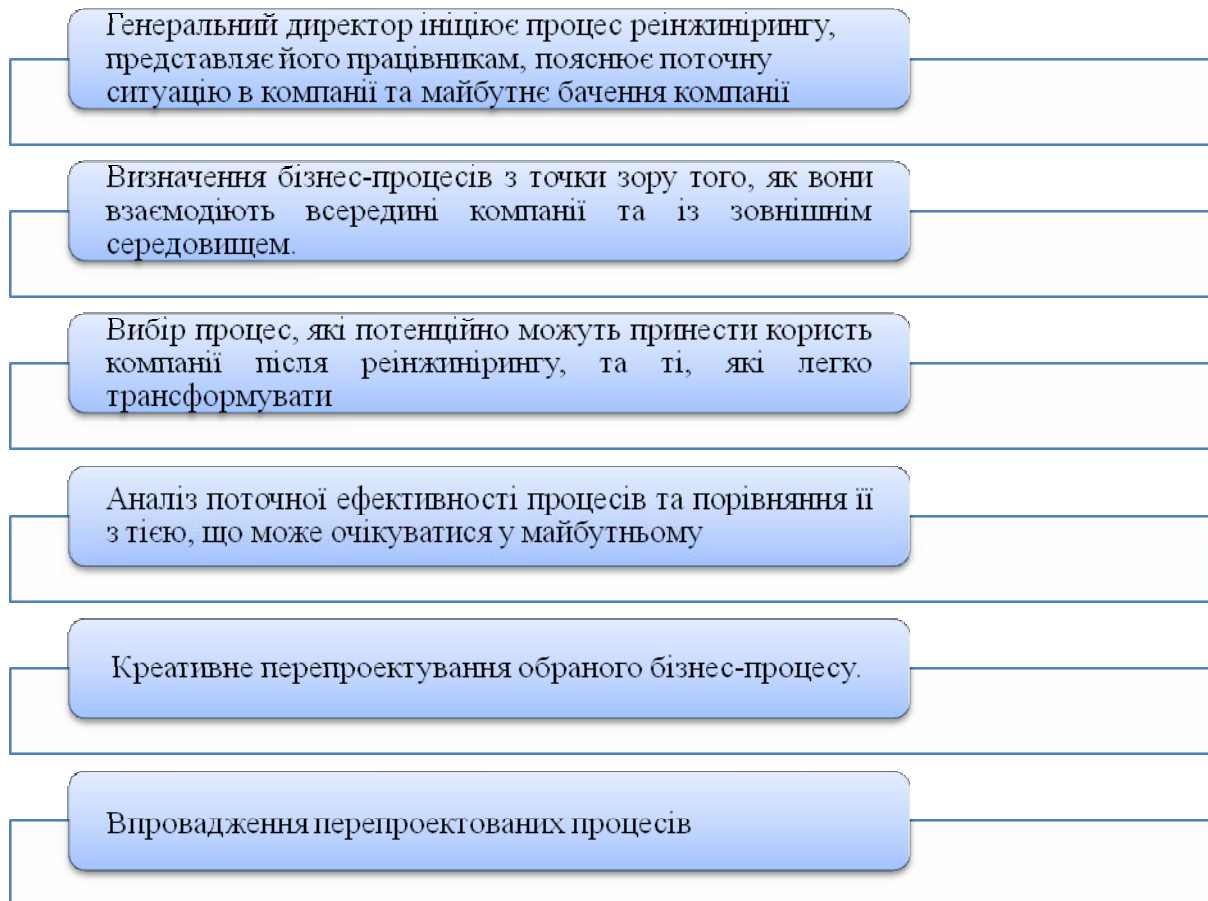 Генеральний директор ініціює процес реінжинірингу,
представляє його працівникам, пояснює поточну
ситуацію в компанії та майбутнє бачення компанії
Визначення бізнес-процесів з точки зору того, як вони
взаємодіють всередині компанії та із зовнішнім
середовищем.
Вибір процес, які потенційно можуть принести користь
компанії після реінжинірингу, та ті, які легко
трансформувати
Аналіз поточної ефективності процесів та порівняння її
з тією, що може очікуватися у майбутньому
Креативне перепроектування обраного бізнес-процесу.
Впровадження перепроектованих процесів